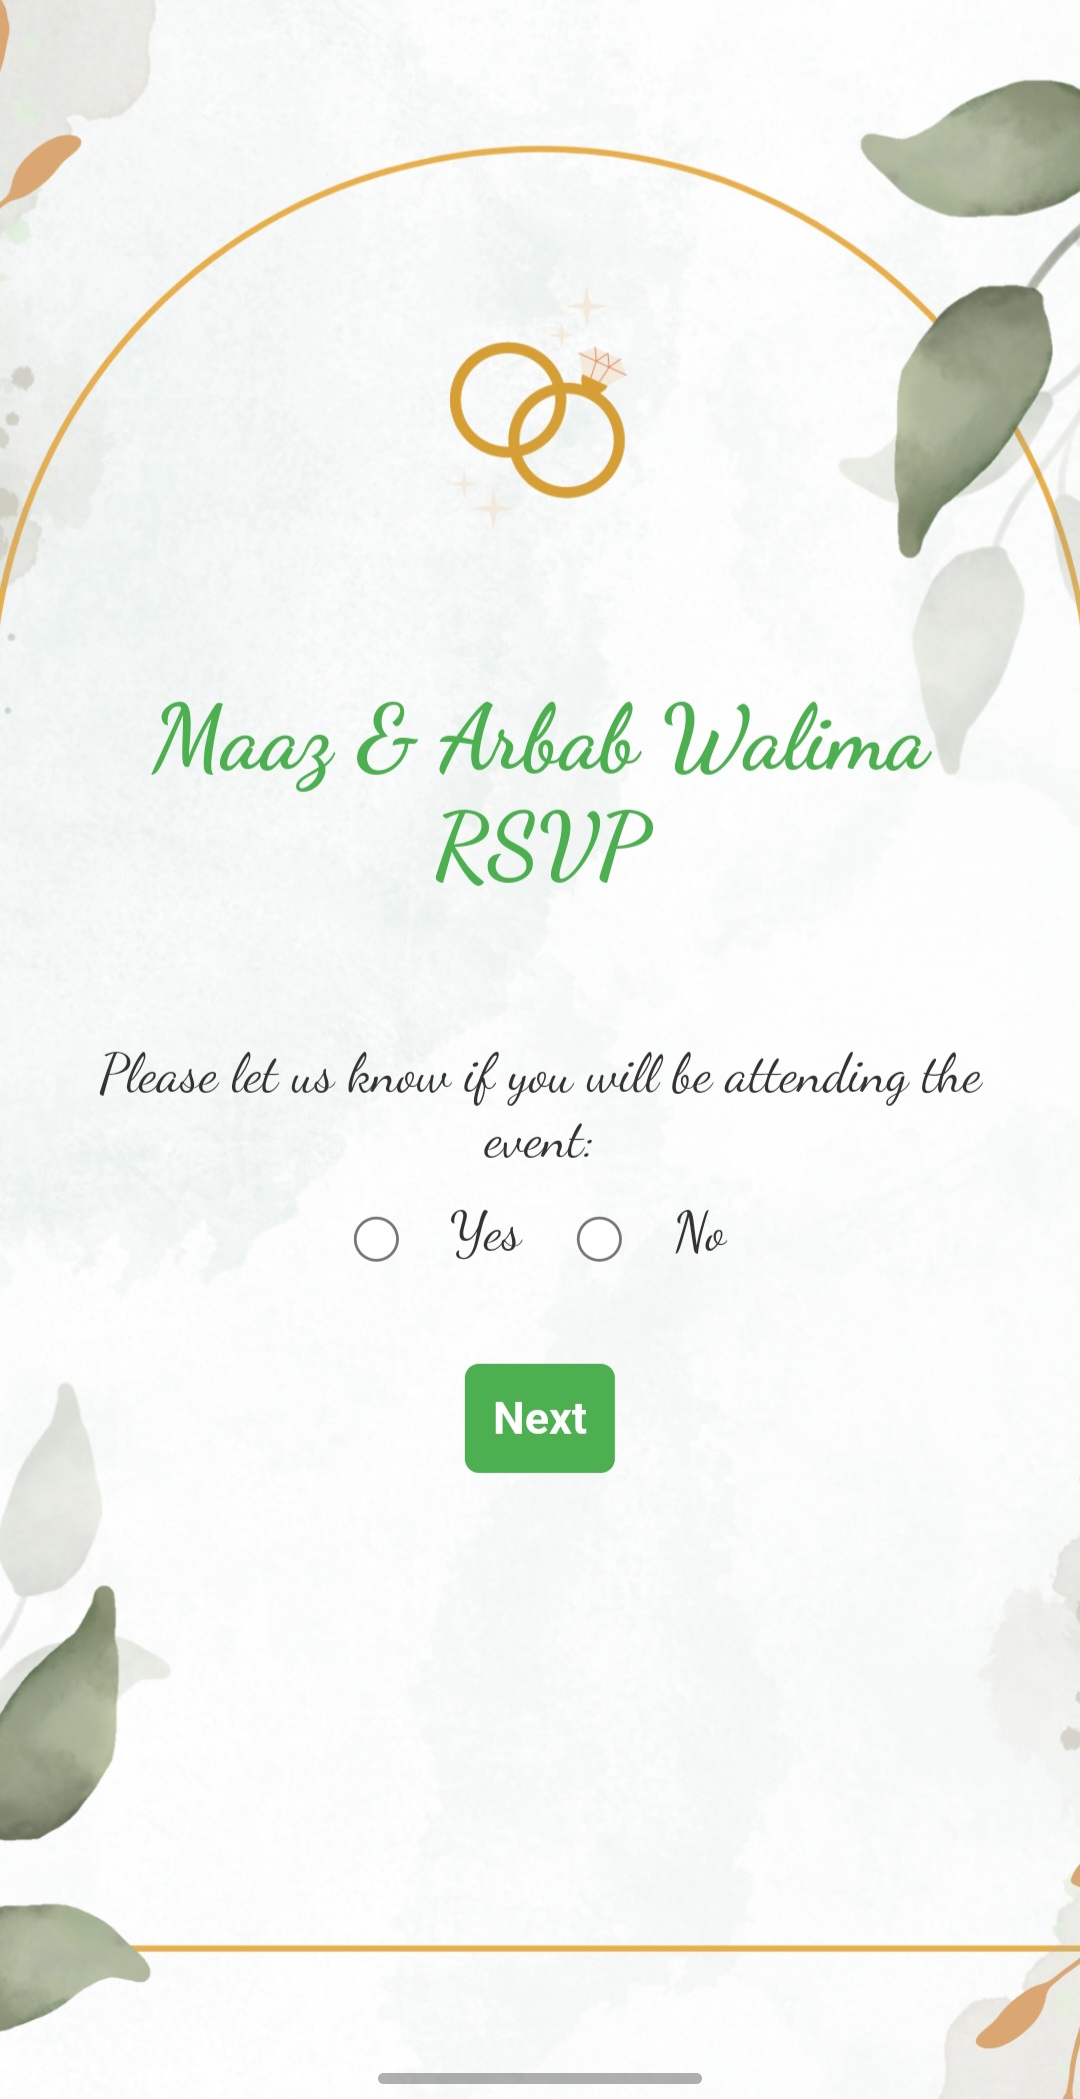 Maaz & Arbab Walima
RSVP
Please let us know if you will be attending the
event:
Yes No
Next